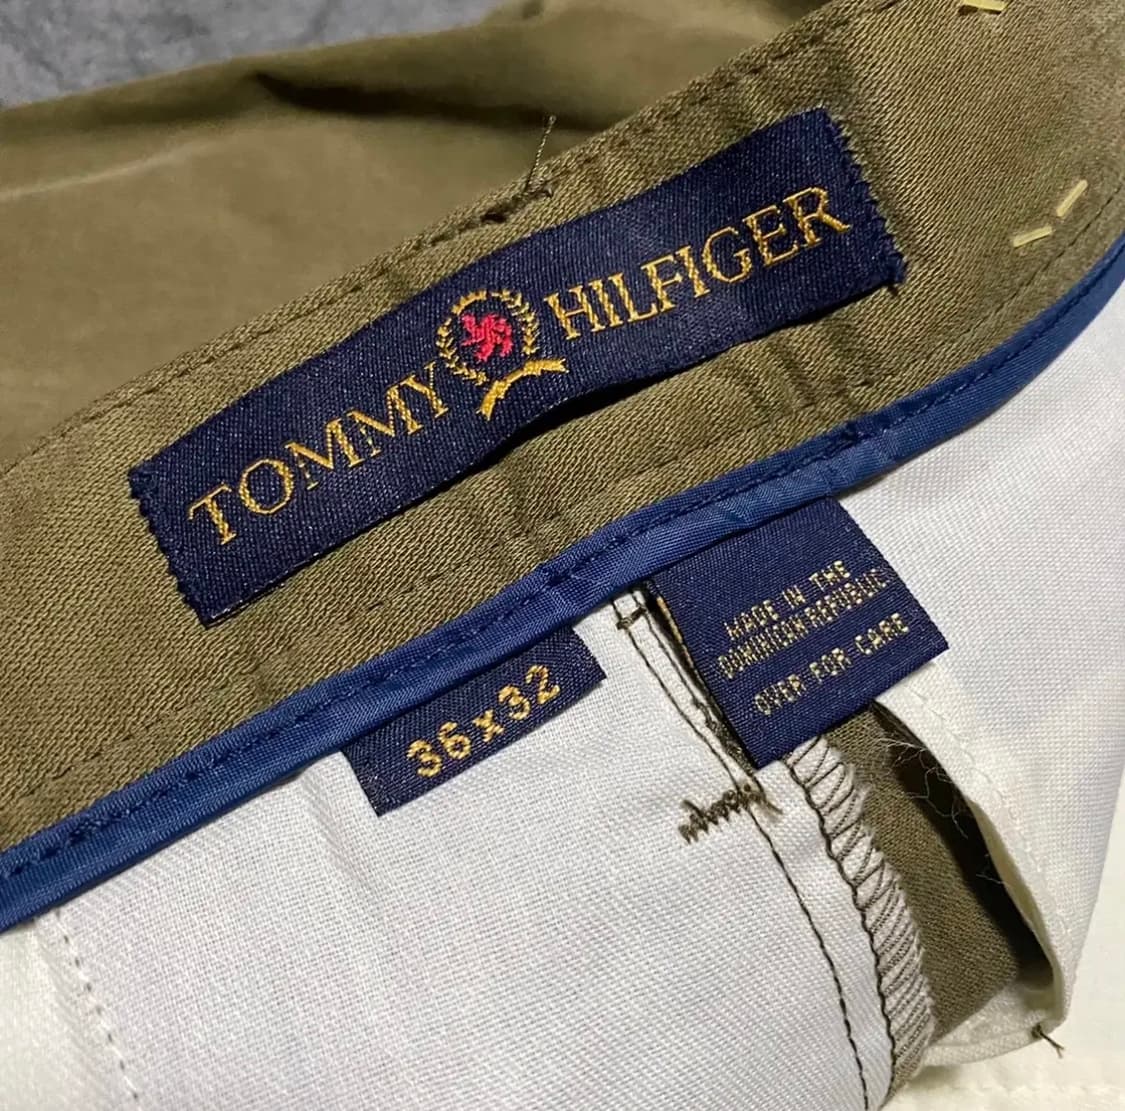 TOMMY HILFIGER
36x32
MADE IN THE
DOMINICAN REPUBLIC
OVER FOR CARE